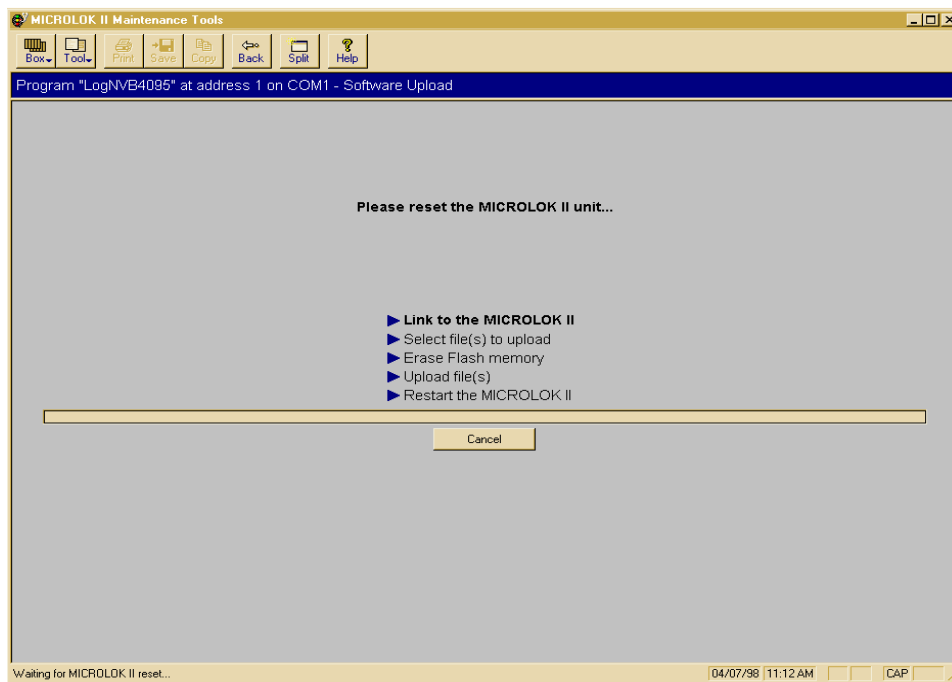 MICROLOK II Maintenance Tools
Box Tool Print Save Copy Back Split Help
Program "LogNVB4095" at address 1 on COM1 - Software Upload
Please reset the MICROLOK II unit...
Link to the MICROLOK II
Select file(s) to upload
Erase Flash memory
Upload file(s)
Restart the MICROLOK II
Cancel
Waiting for MICROLOK II reset... 04/07/98 11:12 AM CAP